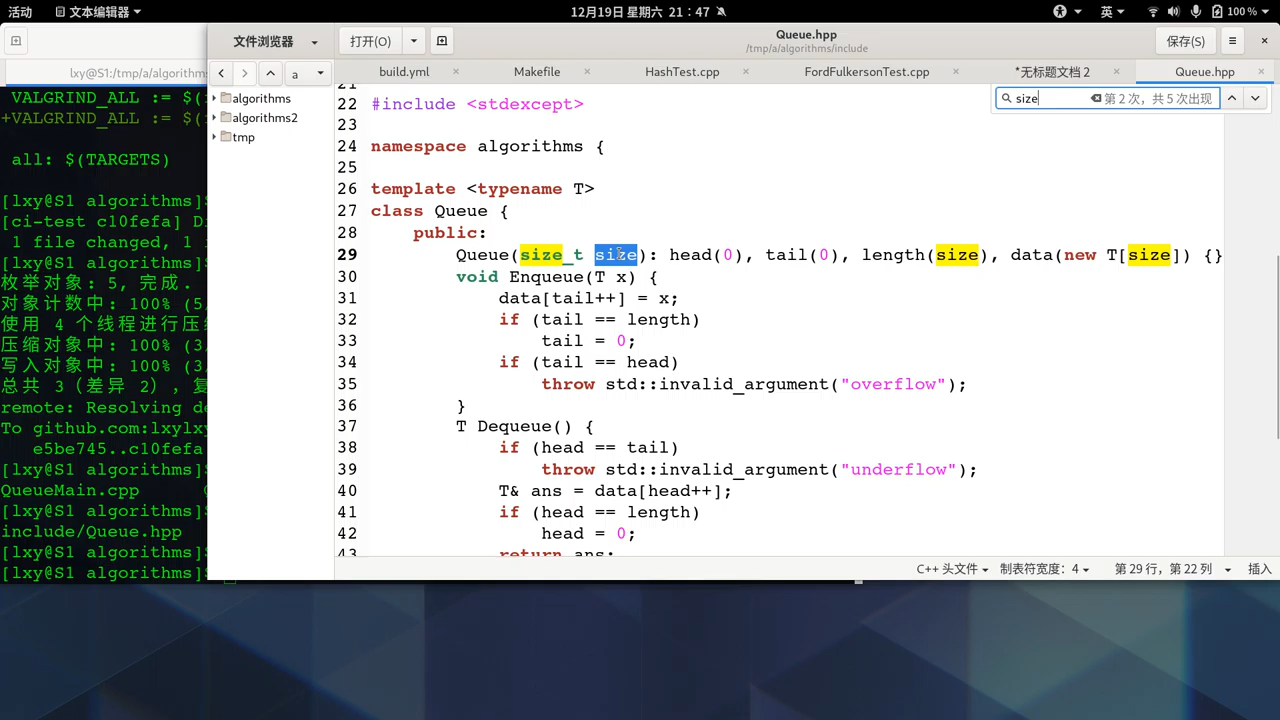 活动 文本编辑器 12月19日 星期六 21：47 英 100 %
文件浏览器 打开(O) Queue.hpp 保存(S)
/tmp/a/algorithms/include
lxy@S1:/tmp/a/algorithms
a build.yml Makefile HashTest.cpp FordFulkersonTest.cpp *无标题文档 2 Queue.hpp
size 第 2 次，共 5 次出现
algorithms
algorithms2
tmp
VALGRIND_ALL := $(
+VALGRIND_ALL := $(
all: $(TARGETS)
[lxy@S1 algorithms]
[ci-test c10fefa]
1 file changed, 1
[lxy@S1 algorithms]
枚举对象: 5, 完成.
对象计数中: 100% (5
使用 4 个线程进行压
压缩对象中: 100% (3
写入对象中: 100% (3
总共 3（差异 2），复
remote: Resolving de
To github.com:lxylxy
e5be745..c10fefa
[lxy@S1 algorithms]
QueueMain.cpp
[lxy@S1 algorithms]
include/Queue.hpp
[lxy@S1 algorithms]
[lxy@S1 algorithms]
22 #include <stdexcept>
23
24 namespace algorithms {
25
26 template <typename T>
27 class Queue {
28 public:
29 Queue(size_t size): head(0), tail(0), length(size), data(new T[size]) {}
30 void Enqueue(T x) {
31 data[tail++] = x;
32 if (tail == length)
33 tail = 0;
34 if (tail == head)
35 throw std::invalid_argument("overflow");
36 }
37 T Dequeue() {
38 if (head == tail)
39 throw std::invalid_argument("underflow");
40 T& ans = data[head++];
41 if (head == length)
42 head = 0;
43 return ans;
C++ 头文件 制表符宽度：4 第 29 行，第 22 列 插入